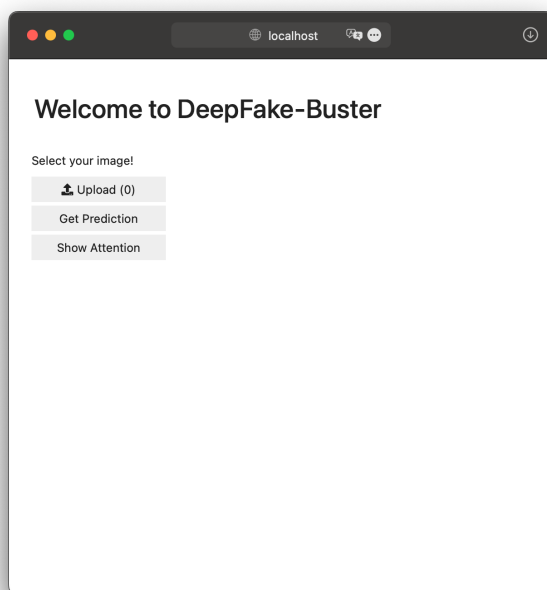 localhost
Welcome to DeepFake-Buster
Select your image!
Upload (0)
Get Prediction
Show Attention